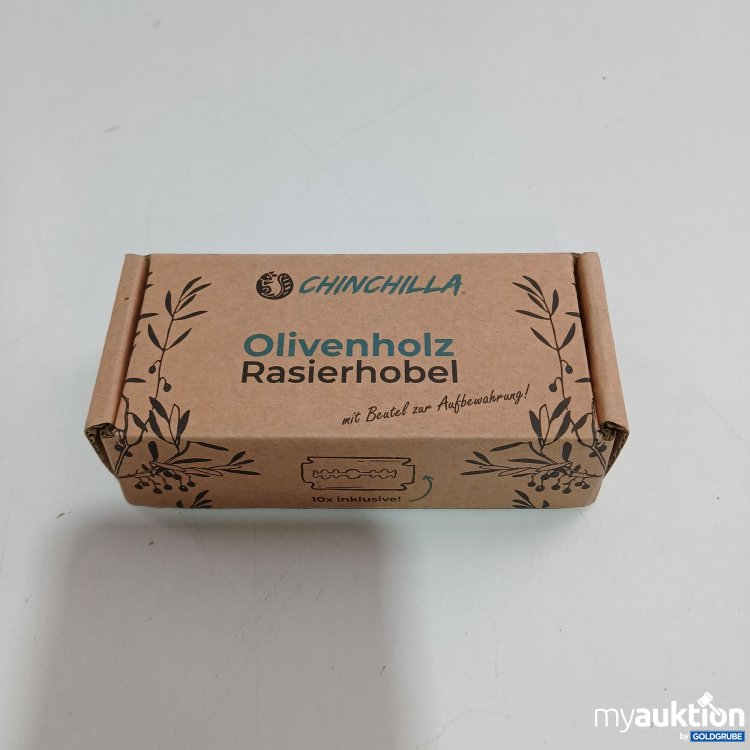 CHINCHILLA®
Olivenholz
Rasierhobel
mit Beutel zur Aufbewahrung!
10x inklusive!
myauktion
by GOLDGRUBE